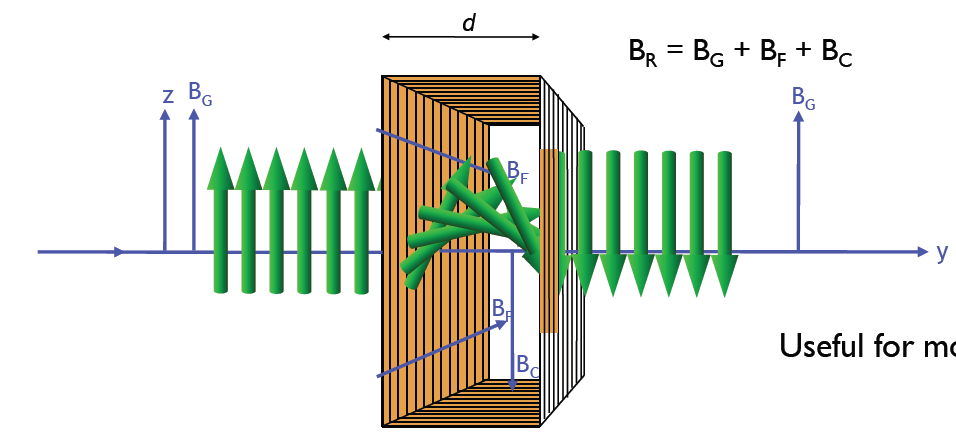 d
B_R = B_G + B_F + B_C
z B_G
B_G
B_F
y
B_F
Useful for mo
B_C